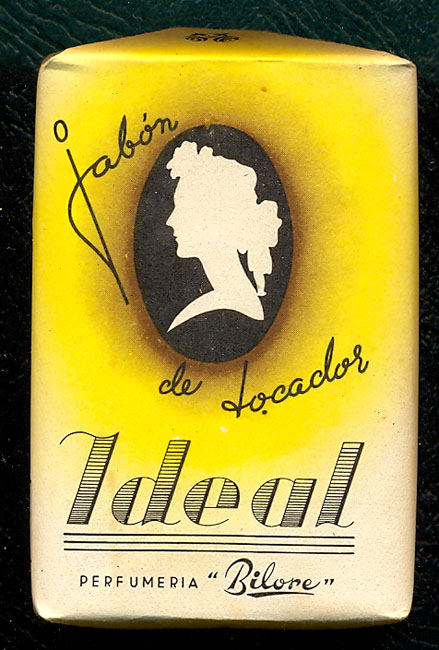 Jabón
de tocador
Ideal
PERFUMERIA "Bilore"